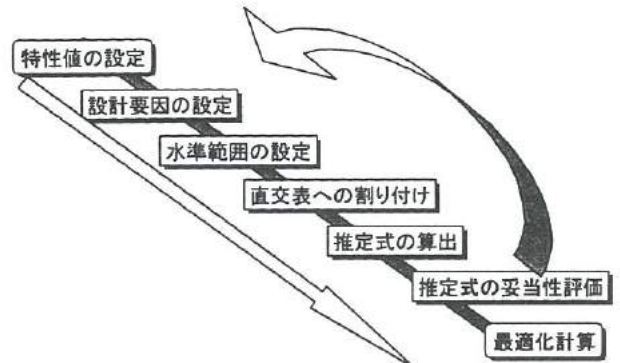 特性値の設定
設計要因の設定
水準範囲の設定
直交表への割り付け
推定式の算出
推定式の妥当性評価
最適化計算